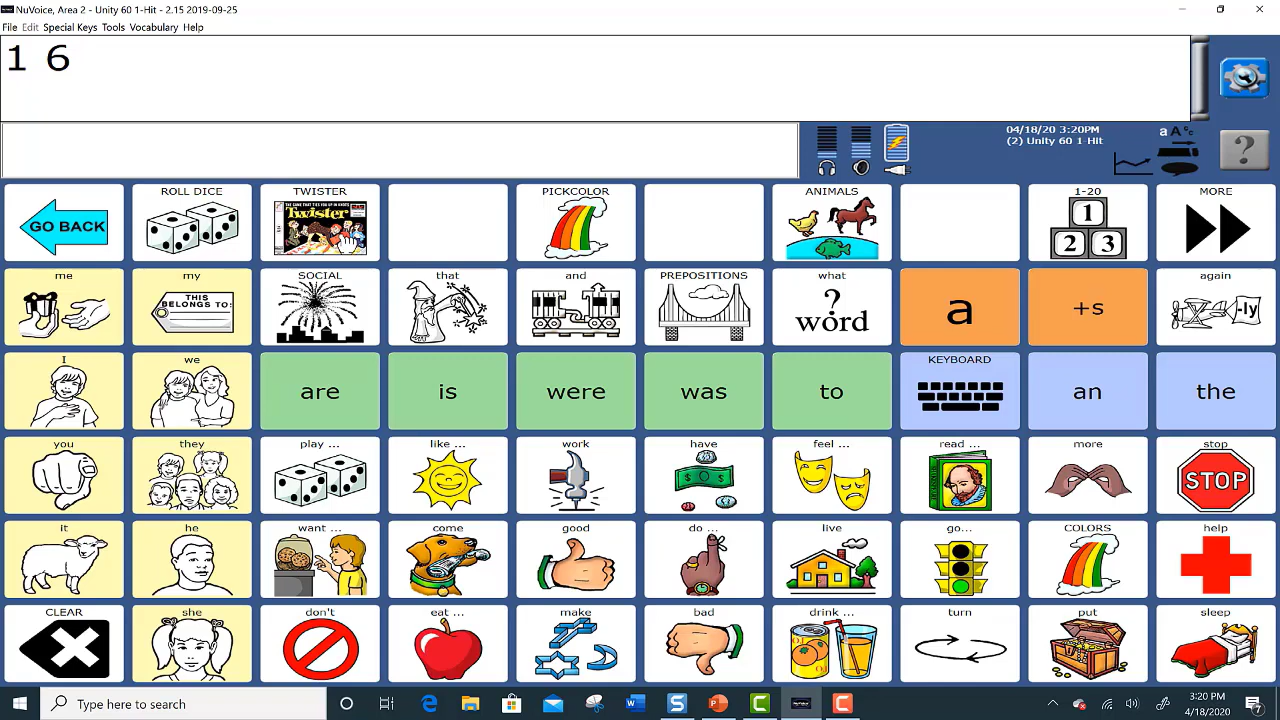 NuVoice, Area 2 - Unity 60 1-Hit - 2.15 2019-09-25
File Edit Special Keys Tools Vocabulary Help
1 6
04/18/20 3:20PM
(2) Unity 60 1-Hit
a A
?
GO BACK
ROLL DICE
TWISTER
Twister
PICKCOLOR
ANIMALS
1-20
1
2 3
MORE
me
my
THIS BELONGS TO:
SOCIAL
that
and
PREPOSITIONS
what
? word
a
+s
again
-ly
I
we
are
is
were
was
to
KEYBOARD
an
the
you
they
play ...
like ...
work
have
feel ...
read ...
more
stop
STOP
it
he
want ...
come
good
do ...
live
go...
COLORS
help
CLEAR
she
don't
eat ...
make
bad
drink ...
turn
put
sleep
Type here to search
3:20 PM
4/18/2020
7